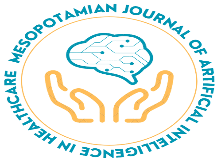 MESOPOTAMIAN JOURNAL OF ARTIFICIAL INTELLIGENCE IN HEALTHCARE